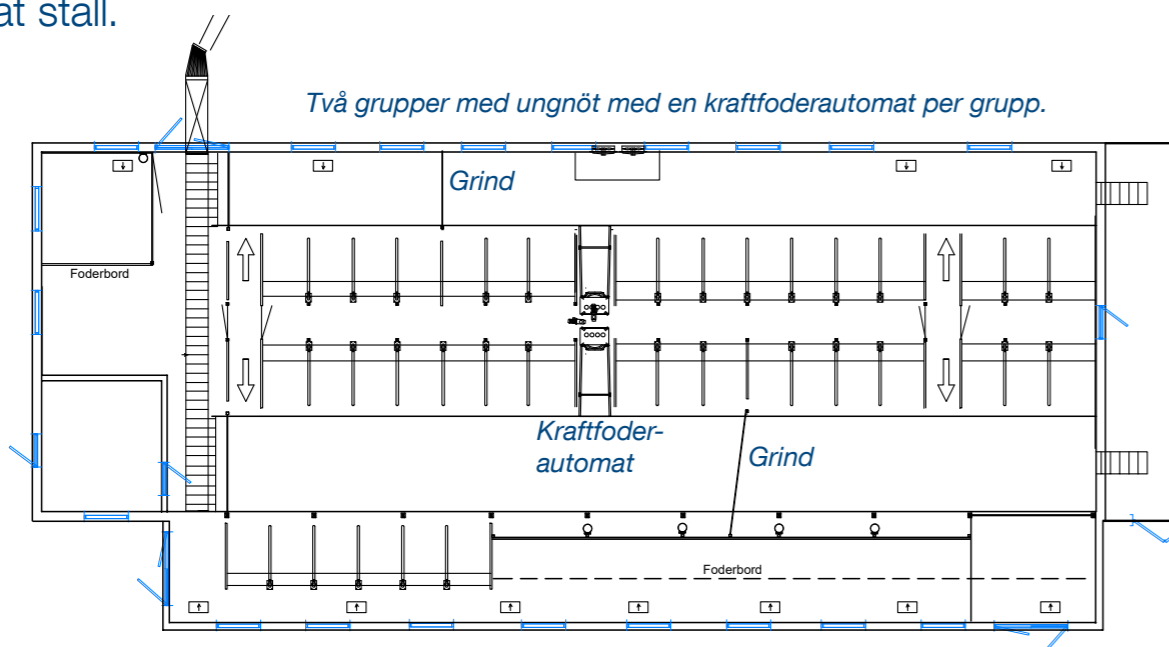 at stall.
Två grupper med ungnöt med en kraftfoderautomat per grupp.
Grind
Foderbord
Kraftfoder-
automat
Grind
Foderbord